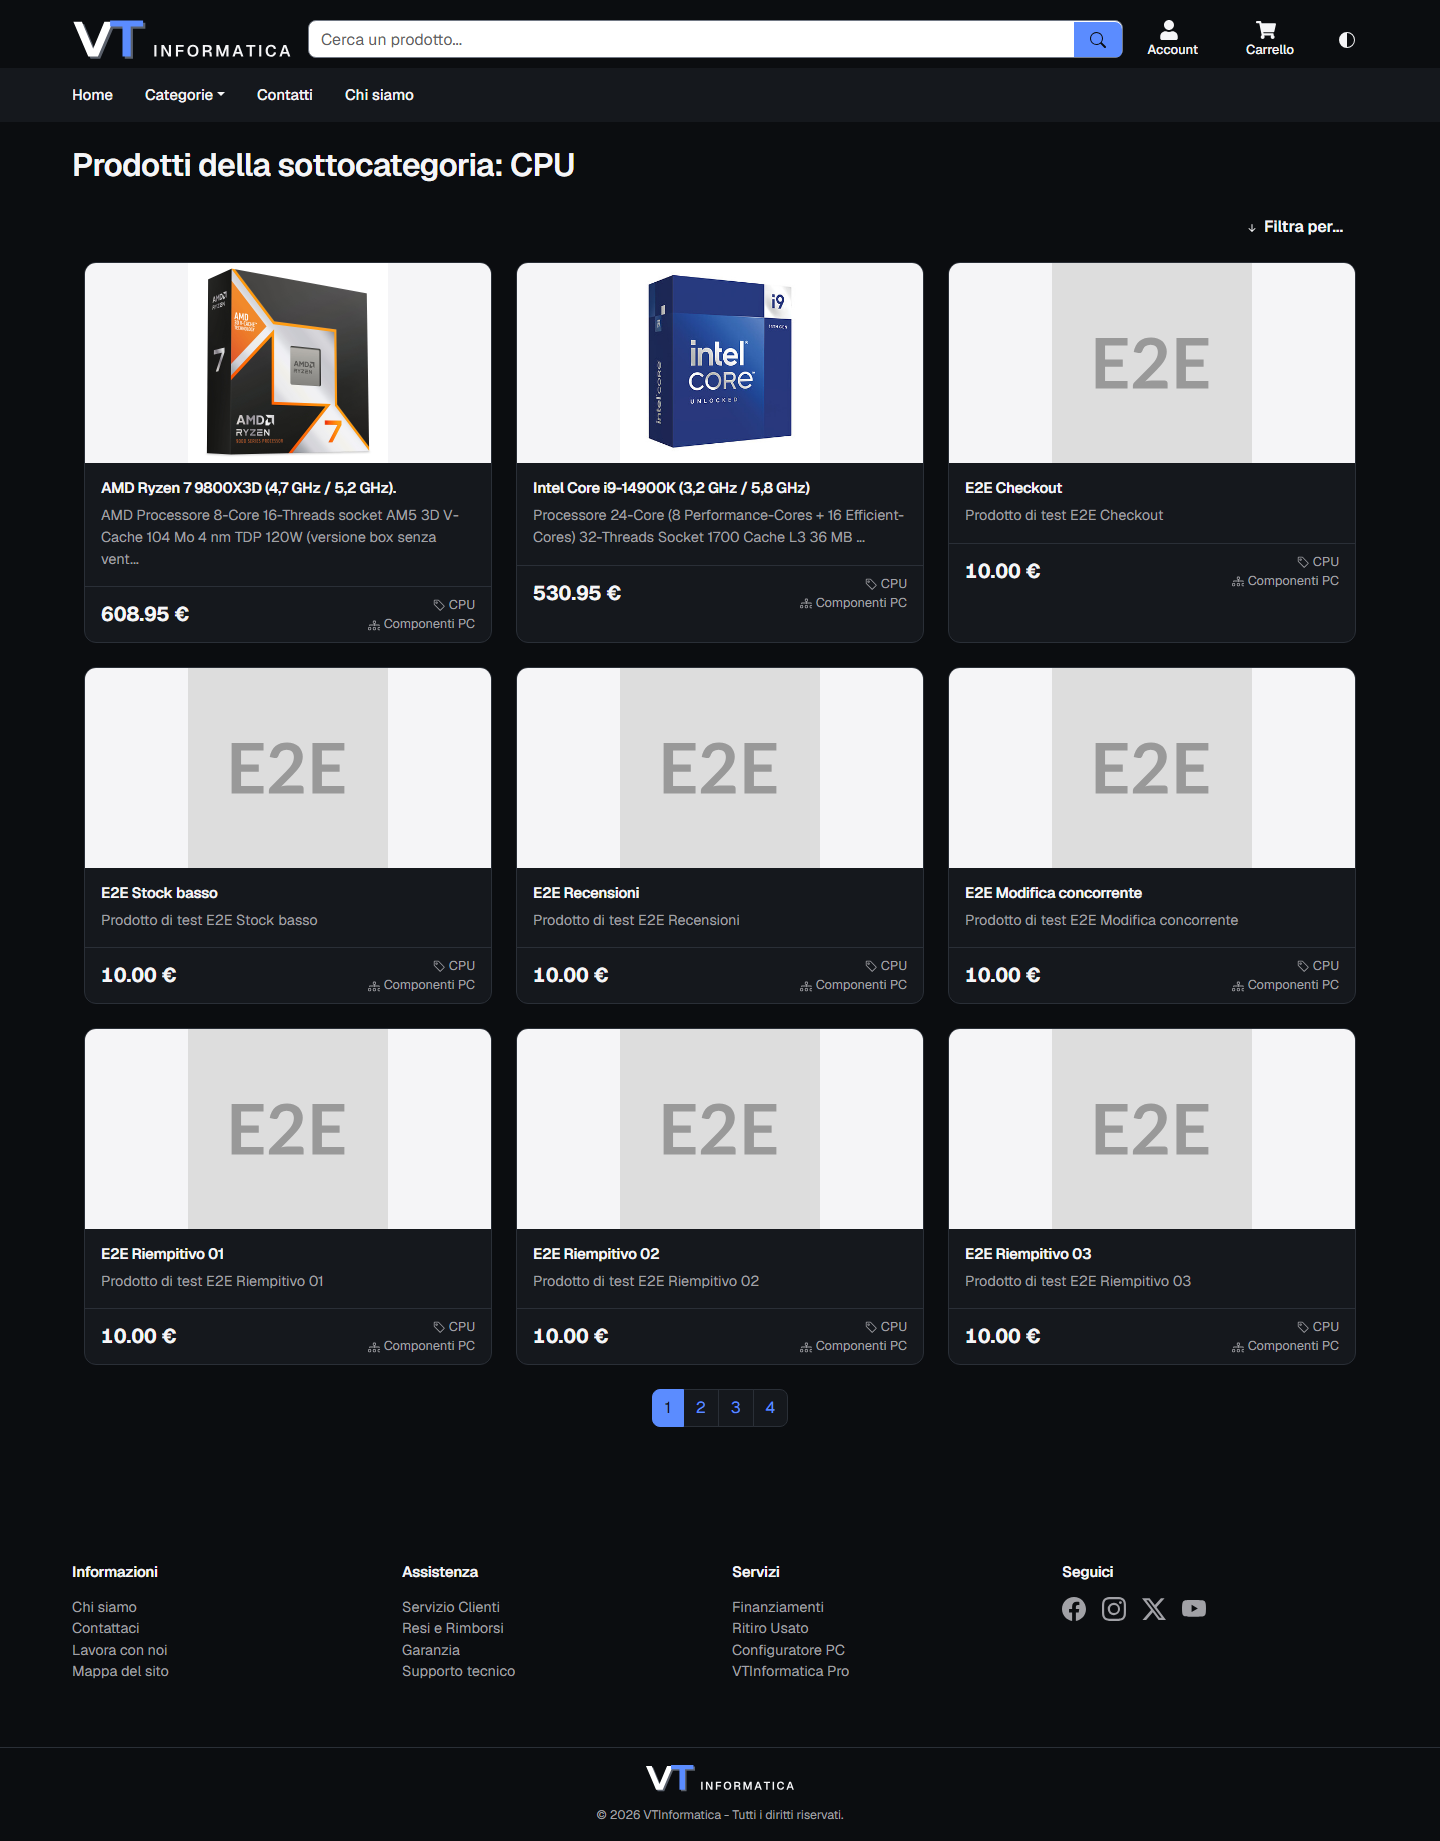 VT INFORMATICA
Cerca un prodotto...
Account
Carrello
Home
Categorie
Contatti
Chi siamo
Prodotti della sottocategoria: CPU
Filtra per...
AMD
RYZEN
7
intel
CORE
UNLOCKED
i9
E2E
AMD Ryzen 7 9800X3D (4,7 GHz / 5,2 GHz).
AMD Processore 8-Core 16-Threads socket AM5 3D V-
Cache 104 Mo 4 nm TDP 120W (versione box senza
vent...
608.95 €
CPU
Componenti PC
Intel Core i9-14900K (3,2 GHz / 5,8 GHz)
Processore 24-Core (8 Performance-Cores + 16 Efficient-
Cores) 32-Threads Socket 1700 Cache L3 36 MB ...
530.95 €
CPU
Componenti PC
E2E Checkout
Prodotto di test E2E Checkout
10.00 €
CPU
Componenti PC
E2E
E2E Stock basso
Prodotto di test E2E Stock basso
10.00 €
CPU
Componenti PC
E2E
E2E Recensioni
Prodotto di test E2E Recensioni
10.00 €
CPU
Componenti PC
E2E
E2E Modifica concorrente
Prodotto di test E2E Modifica concorrente
10.00 €
CPU
Componenti PC
E2E
E2E Riempitivo 01
Prodotto di test E2E Riempitivo 01
10.00 €
CPU
Componenti PC
E2E
E2E Riempitivo 02
Prodotto di test E2E Riempitivo 02
10.00 €
CPU
Componenti PC
E2E
E2E Riempitivo 03
Prodotto di test E2E Riempitivo 03
10.00 €
CPU
Componenti PC
1 2 3 4
Informazioni
Chi siamo
Contattaci
Lavora con noi
Mappa del sito
Assistenza
Servizio Clienti
Resi e Rimborsi
Garanzia
Supporto tecnico
Servizi
Finanziamenti
Ritiro Usato
Configuratore PC
VTInformatica Pro
Seguici
VT INFORMATICA
© 2026 VTInformatica - Tutti i diritti riservati.